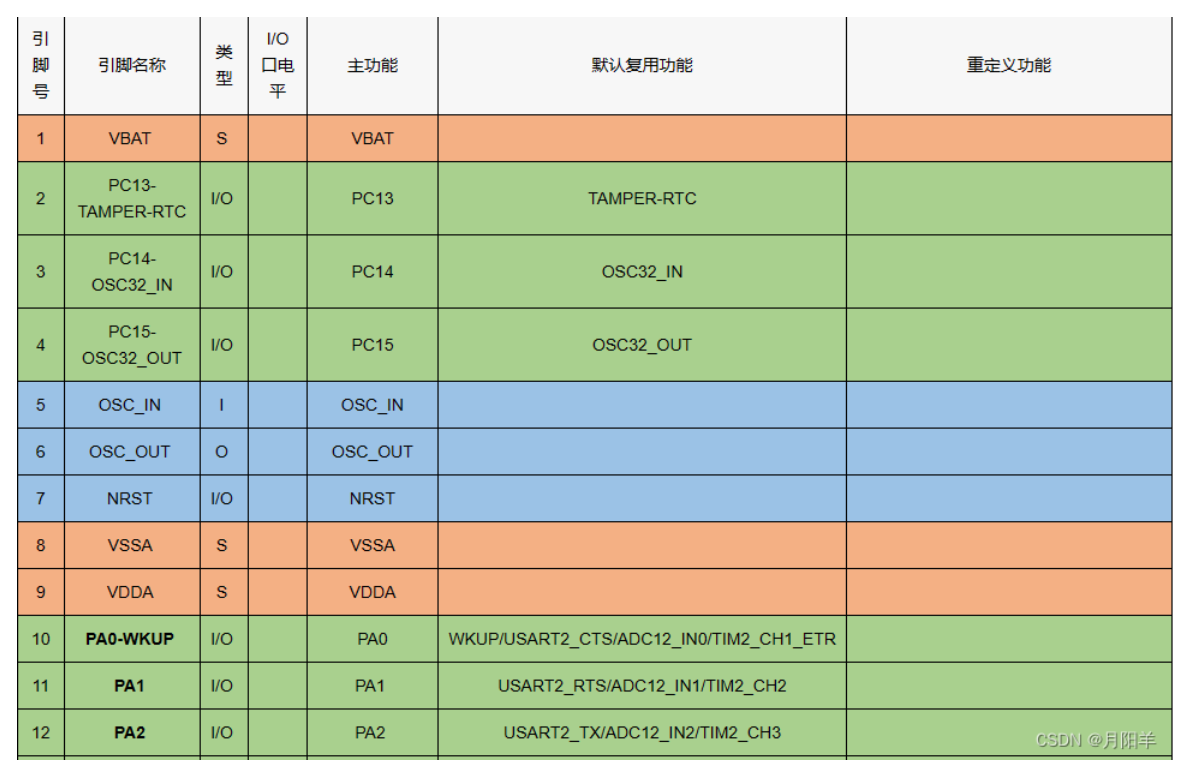 引脚号 引脚名称 类型 I/O口电平 主功能 默认复用功能 重定义功能
1 VBAT S VBAT
2 PC13-TAMPER-RTC I/O PC13 TAMPER-RTC
3 PC14-OSC32_IN I/O PC14 OSC32_IN
4 PC15-OSC32_OUT I/O PC15 OSC32_OUT
5 OSC_IN I OSC_IN
6 OSC_OUT O OSC_OUT
7 NRST I/O NRST
8 VSSA S VSSA
9 VDDA S VDDA
10 PA0-WKUP I/O PA0 WKUP/USART2_CTS/ADC12_IN0/TIM2_CH1_ETR
11 PA1 I/O PA1 USART2_RTS/ADC12_IN1/TIM2_CH2
12 PA2 I/O PA2 USART2_TX/ADC12_IN2/TIM2_CH3
CSDN @月阳羊